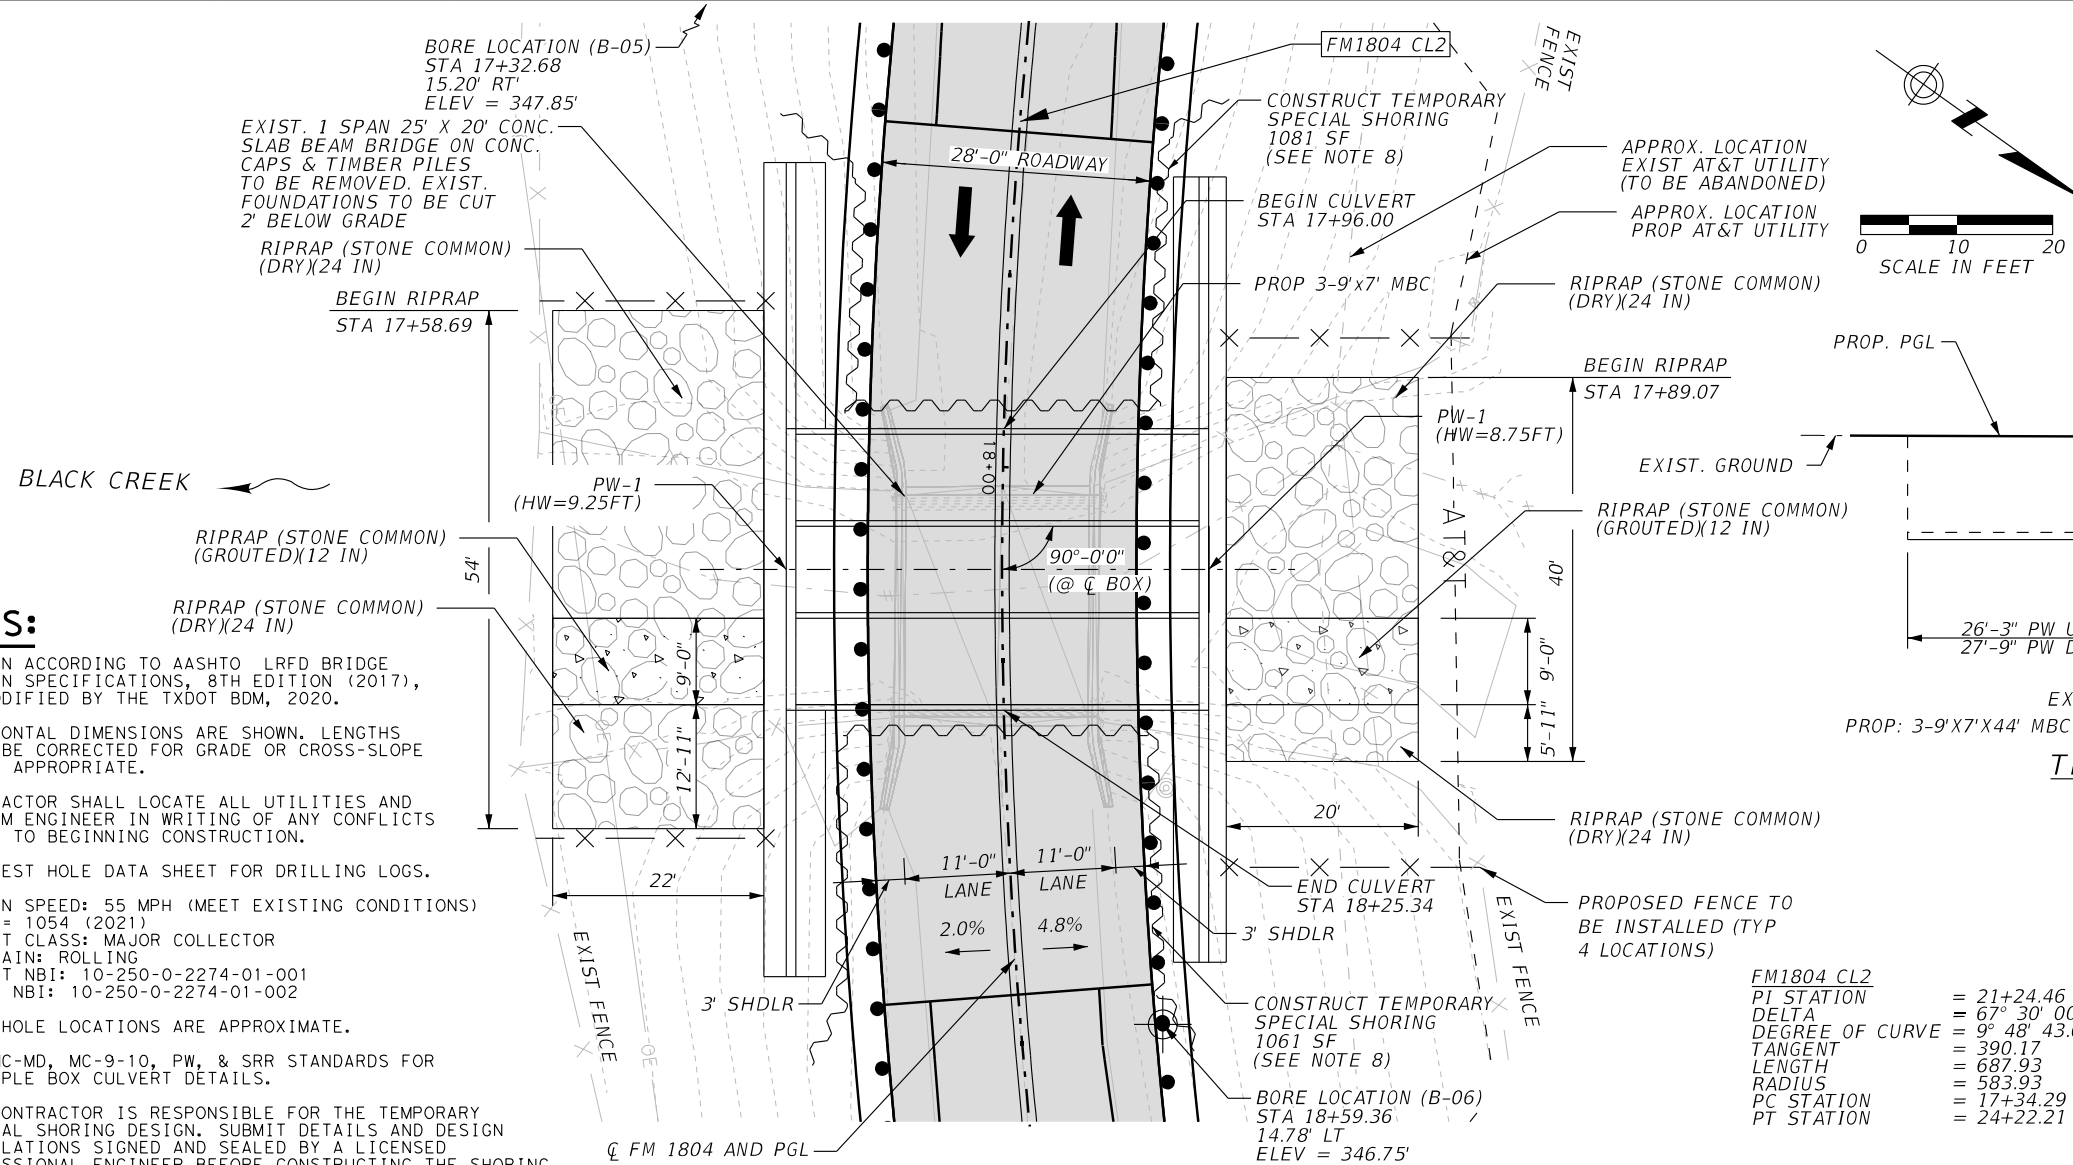 BORE LOCATION (B-05)
STA 17+32.68
15.20' RT'
ELEV = 347.85'
EXIST. 1 SPAN 25' X 20' CONC.
SLAB BEAM BRIDGE ON CONC.
CAPS & TIMBER PILES
TO BE REMOVED. EXIST.
FOUNDATIONS TO BE CUT
2' BELOW GRADE
RIPRAP (STONE COMMON)
(DRY)(24 IN)
BEGIN RIPRAP
STA 17+58.69
FM1804 CL2
EXIST
FENCE
CONSTRUCT TEMPORARY
SPECIAL SHORING
1081 SF
(SEE NOTE 8)
28'-0" ROADWAY
BEGIN CULVERT
STA 17+96.00
PROP 3-9'x7' MBC
APPROX. LOCATION
EXIST AT&T UTILITY
(TO BE ABANDONED)
APPROX. LOCATION
PROP AT&T UTILITY
0 10 20
SCALE IN FEET
RIPRAP (STONE COMMON)
(DRY)(24 IN)
PROP. PGL
BEGIN RIPRAP
STA 17+89.07
PW-1
(HW=8.75FT)
EXIST. GROUND
18+00
BLACK CREEK
PW-1
(HW=9.25FT)
RIPRAP (STONE COMMON)
(GROUTED)(12 IN)
RIPRAP (STONE COMMON)
(GROUTED)(12 IN)
AT&T
54'
40'
90°-0'0"
(@ ℄ BOX)
RIPRAP (STONE COMMON)
(DRY)(24 IN)
9'-0"
12'-11"
9'-0"
5'-11"
26'-3" PW U
27'-9" PW D
EX
PROP: 3-9'X7'X44' MBC
T
S:
N ACCORDING TO AASHTO LRFD BRIDGE
N SPECIFICATIONS, 8TH EDITION (2017),
DIFIED BY THE TXDOT BDM, 2020.
ONTAL DIMENSIONS ARE SHOWN. LENGTHS
BE CORRECTED FOR GRADE OR CROSS-SLOPE
APPROPRIATE.
ACTOR SHALL LOCATE ALL UTILITIES AND
M ENGINEER IN WRITING OF ANY CONFLICTS
TO BEGINNING CONSTRUCTION.
EST HOLE DATA SHEET FOR DRILLING LOGS.
N SPEED: 55 MPH (MEET EXISTING CONDITIONS)
= 1054 (2021)
T CLASS: MAJOR COLLECTOR
AIN: ROLLING
T NBI: 10-250-0-2274-01-001
NBI: 10-250-0-2274-01-002
HOLE LOCATIONS ARE APPROXIMATE.
C-MD, MC-9-10, PW, & SRR STANDARDS FOR
PLE BOX CULVERT DETAILS.
ONTRACTOR IS RESPONSIBLE FOR THE TEMPORARY
AL SHORING DESIGN. SUBMIT DETAILS AND DESIGN
LATIONS SIGNED AND SEALED BY A LICENSED
SSIONAL ENGINEER BEFORE CONSTRUCTING THE SHORING
22'
20'
RIPRAP (STONE COMMON)
(DRY)(24 IN)
11'-0"
LANE
11'-0"
LANE
2.0%
4.8%
END CULVERT
STA 18+25.34
3' SHDLR
3' SHDLR
PROPOSED FENCE TO
BE INSTALLED (TYP
4 LOCATIONS)
EXIST FENCE
EXIST FENCE
OE
CONSTRUCT TEMPORARY
SPECIAL SHORING
1061 SF
(SEE NOTE 8)
BORE LOCATION (B-06)
STA 18+59.36
14.78' LT
ELEV = 346.75'
℄ FM 1804 AND PGL
FM1804 CL2
PI STATION = 21+24.46
DELTA = 67° 30' 00
DEGREE OF CURVE = 9° 48' 43.
TANGENT = 390.17
LENGTH = 687.93
RADIUS = 583.93
PC STATION = 17+34.29
PT STATION = 24+22.21